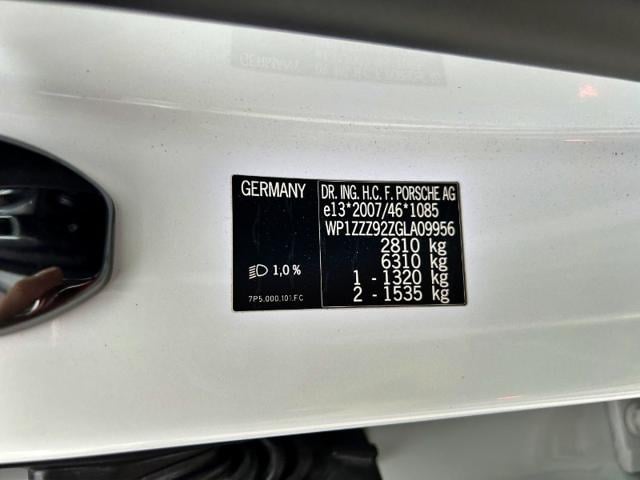 GERMANY
DR. ING. H.C. F. PORSCHE AG
e13*2007/46*1085
WP1ZZZ92ZGLA09956
2810 kg
6310 kg
1 - 1320 kg
2 - 1535 kg
1,0 %
7P5.000.101.FC